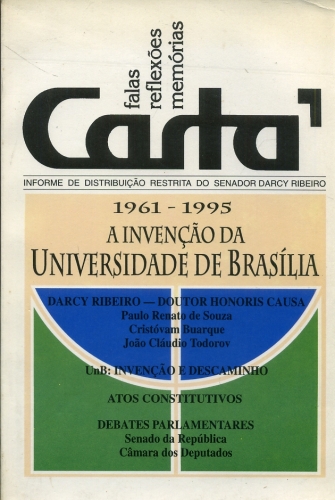 falas
reflexões
memórias
Carta'
INFORME DE DISTRIBUIÇÃO RESTRITA DO SENADOR DARCY RIBEIRO
1961 - 1995
A INVENÇÃO DA
UNIVERSIDADE DE BRASÍLIA
DARCY RIBEIRO — DOUTOR HONORIS CAUSA
Paulo Renato de Souza
Cristóvam Buarque
João Cláudio Todorov
UnB: INVENÇÃO E DESCAMINHO
ATOS CONSTITUTIVOS
DEBATES PARLAMENTARES
Senado da República
Câmara dos Deputados